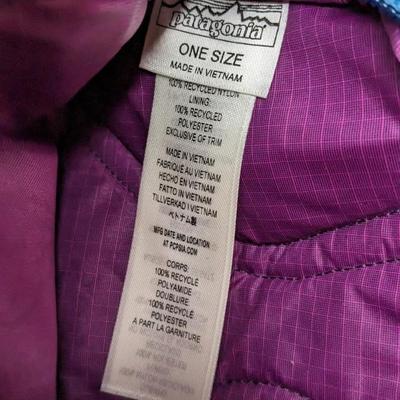 patagonia
ONE SIZE
MADE IN VIETNAM
100% RECYCLED NYLON
LINING:
100% RECYCLED
POLYESTER
EXCLUSIVE OF TRIM
MADE IN VIETNAM
FABRIQUÉ AU VIETNAM
HECHO EN VIETNAM
FATTO IN VIETNAM
TILLVERKAD I VIETNAM
ベトナム製
MFG DATE AND LOCATION
AT PCPSIA.COM
CORPS:
100% RECYCLÉ
POLYAMIDE
DOUBLURE:
100% RECYCLÉ
POLYESTER
A PART LA GARNITURE